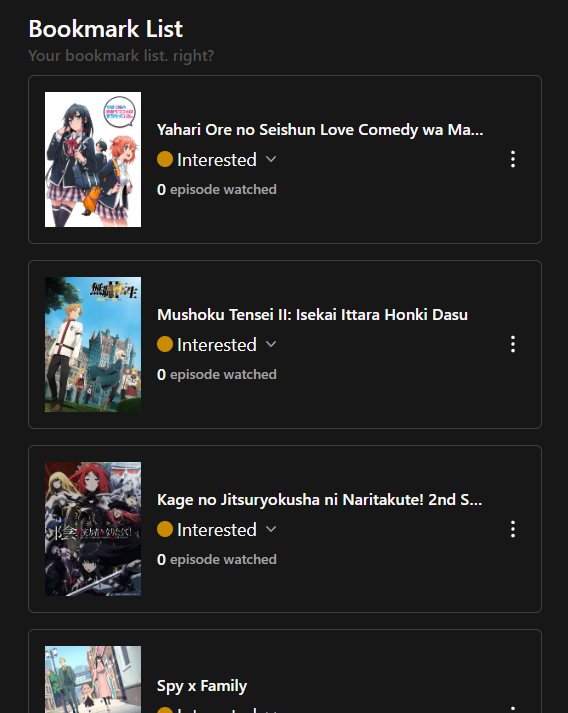 Bookmark List
Your bookmark list. right?
Yahari Ore no Seishun Love Comedy wa Ma...
Interested
0 episode watched
Mushoku Tensei II: Isekai Ittara Honki Dasu
Interested
0 episode watched
Kage no Jitsuryokusha ni Naritakute! 2nd S...
Interested
0 episode watched
Spy x Family
Interested